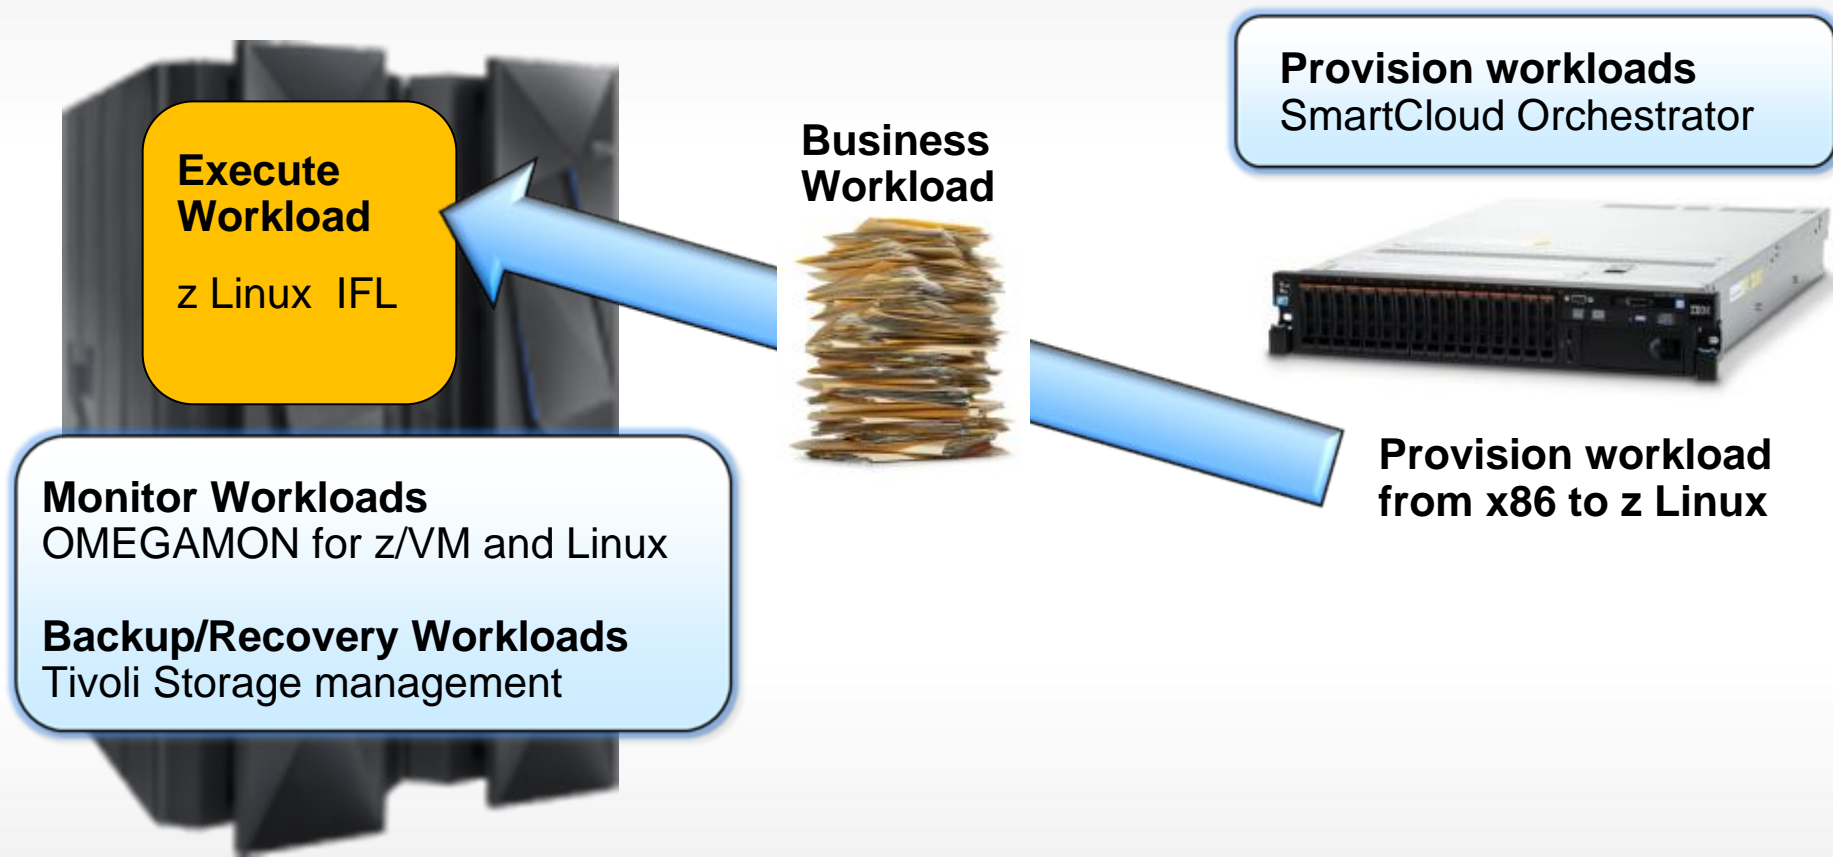 Provision workloads
SmartCloud Orchestrator
Business
Workload
Execute
Workload
z Linux IFL
IBM
Provision workload
from x86 to z Linux
Monitor Workloads
OMEGAMON for z/VM and Linux
Backup/Recovery Workloads
Tivoli Storage management